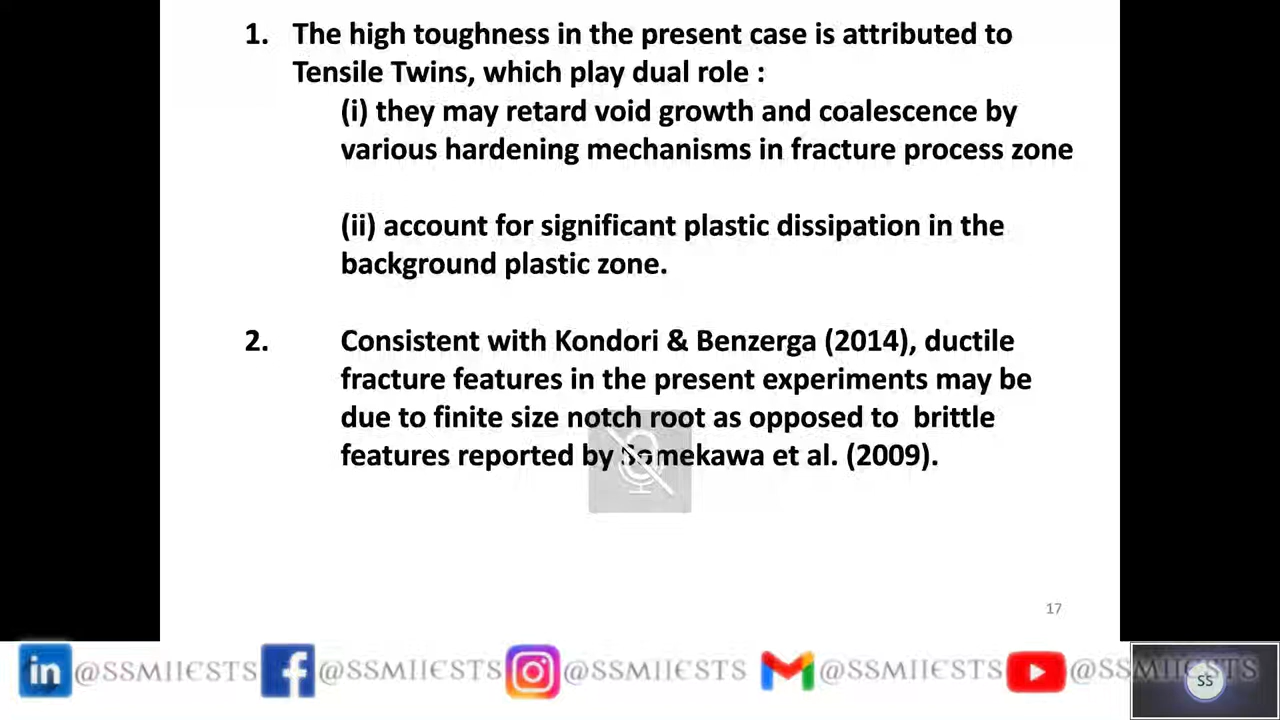 1. The high toughness in the present case is attributed to
Tensile Twins, which play dual role :
(i) they may retard void growth and coalescence by
various hardening mechanisms in fracture process zone
(ii) account for significant plastic dissipation in the
background plastic zone.
2. Consistent with Kondori & Benzerga (2014), ductile
fracture features in the present experiments may be
due to finite size notch root as opposed to brittle
features reported by Somekawa et al. (2009).
17
in @SSMIIESTS f @SSMIIESTS @SSMIIESTS @SSMIIESTS @SSMIIESTS
SS